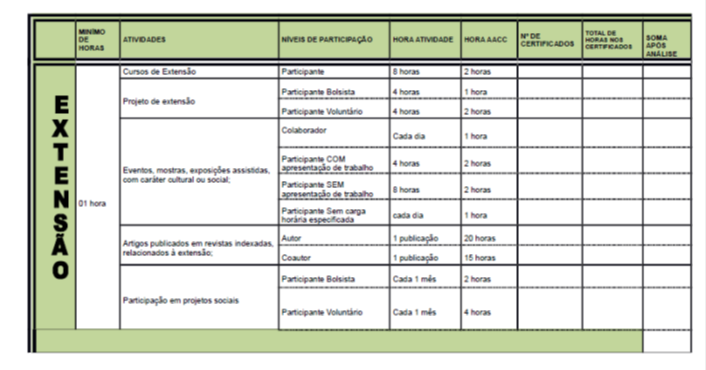 MINÍMO DE HORAS ATIVIDADES NÍVEIS DE PARTICIPAÇÃO HORA ATIVIDADE HORA AACC Nº DE CERTIFICADOS TOTAL DE HORAS NOS CERTIFICADOS SOMA APÓS ANÁLISE
EXTENSÃO
01 hora
Cursos de Extensão Participante 8 horas 2 horas
Projeto de extensão
Participante Bolsista 4 horas 1 hora
Participante Voluntário 4 horas 2 horas
Eventos, mostras, exposições assistidas,
com caráter cultural ou social;
Colaborador Cada dia 1 hora
Participante COM
apresentação de trabalho 4 horas 2 horas
Participante SEM
apresentação de trabalho 8 horas 2 horas
Participante Sem carga
horária especificada cada dia 1 hora
Artigos publicados em revistas indexadas,
relacionados à extensão;
Autor 1 publicação 20 horas
Coautor 1 publicação 15 horas
Participação em projetos sociais
Participante Bolsista Cada 1 mês 2 horas
Participante Voluntário Cada 1 mês 4 horas